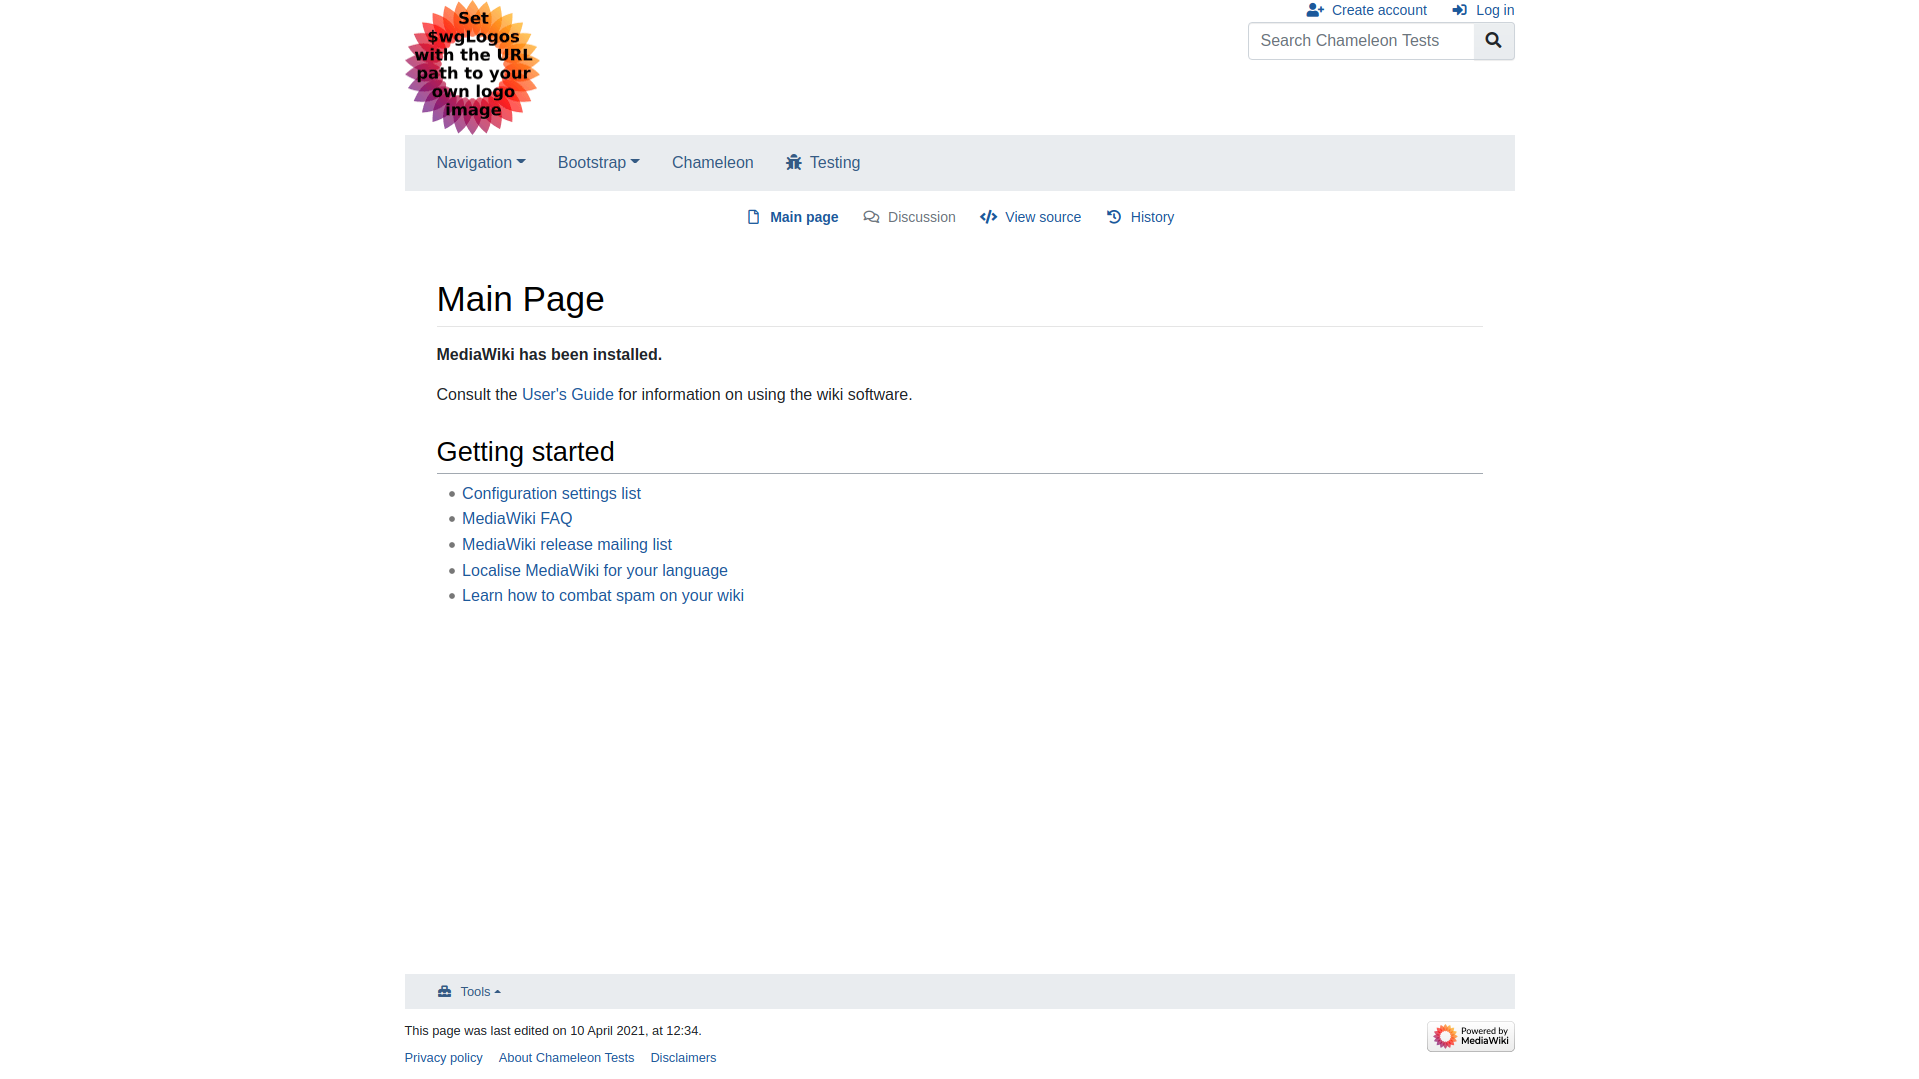 Set
$wgLogos
with the URL
path to your
own logo
image
Create account Log in
Search Chameleon Tests
Navigation Bootstrap Chameleon Testing
Main page Discussion View source History
Main Page
MediaWiki has been installed.
Consult the User's Guide for information on using the wiki software.
Getting started
Configuration settings list
MediaWiki FAQ
MediaWiki release mailing list
Localise MediaWiki for your language
Learn how to combat spam on your wiki
Tools
This page was last edited on 10 April 2021, at 12:34.
Powered by
MediaWiki
Privacy policy About Chameleon Tests Disclaimers